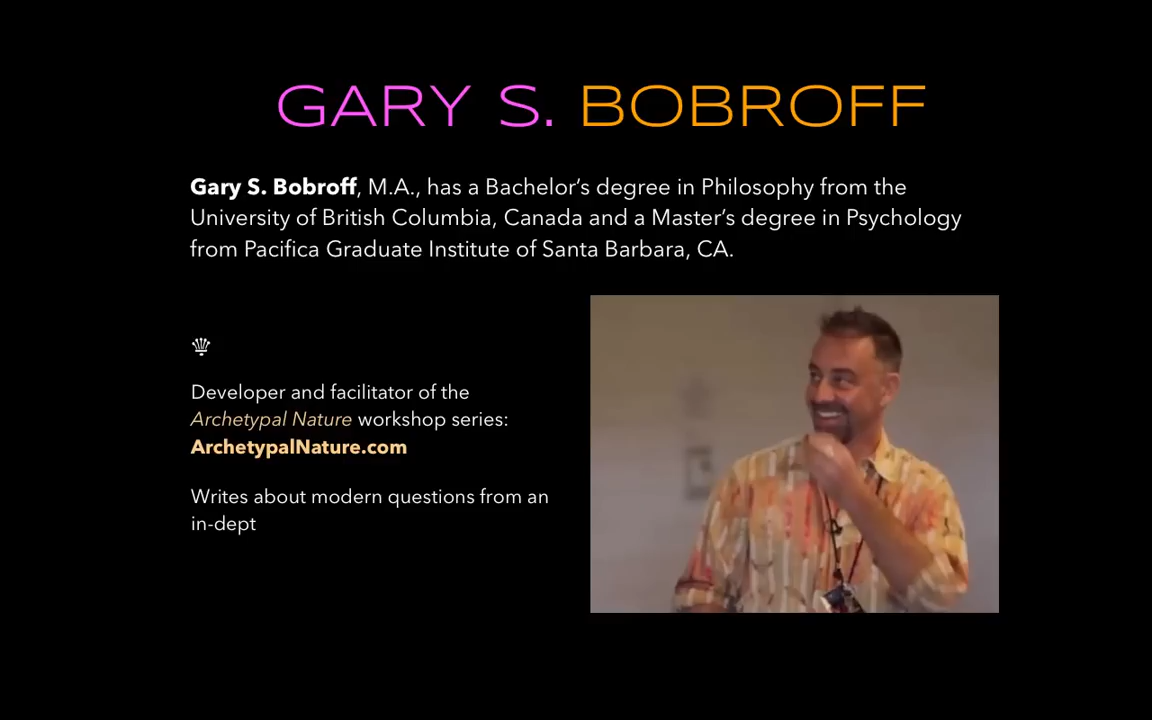 GARY S. BOBROFF
Gary S. Bobroff, M.A., has a Bachelor's degree in Philosophy from the
University of British Columbia, Canada and a Master's degree in Psychology
from Pacifica Graduate Institute of Santa Barbara, CA.
Developer and facilitator of the
Archetypal Nature workshop series:
ArchetypalNature.com
Writes about modern questions from an
in-dept